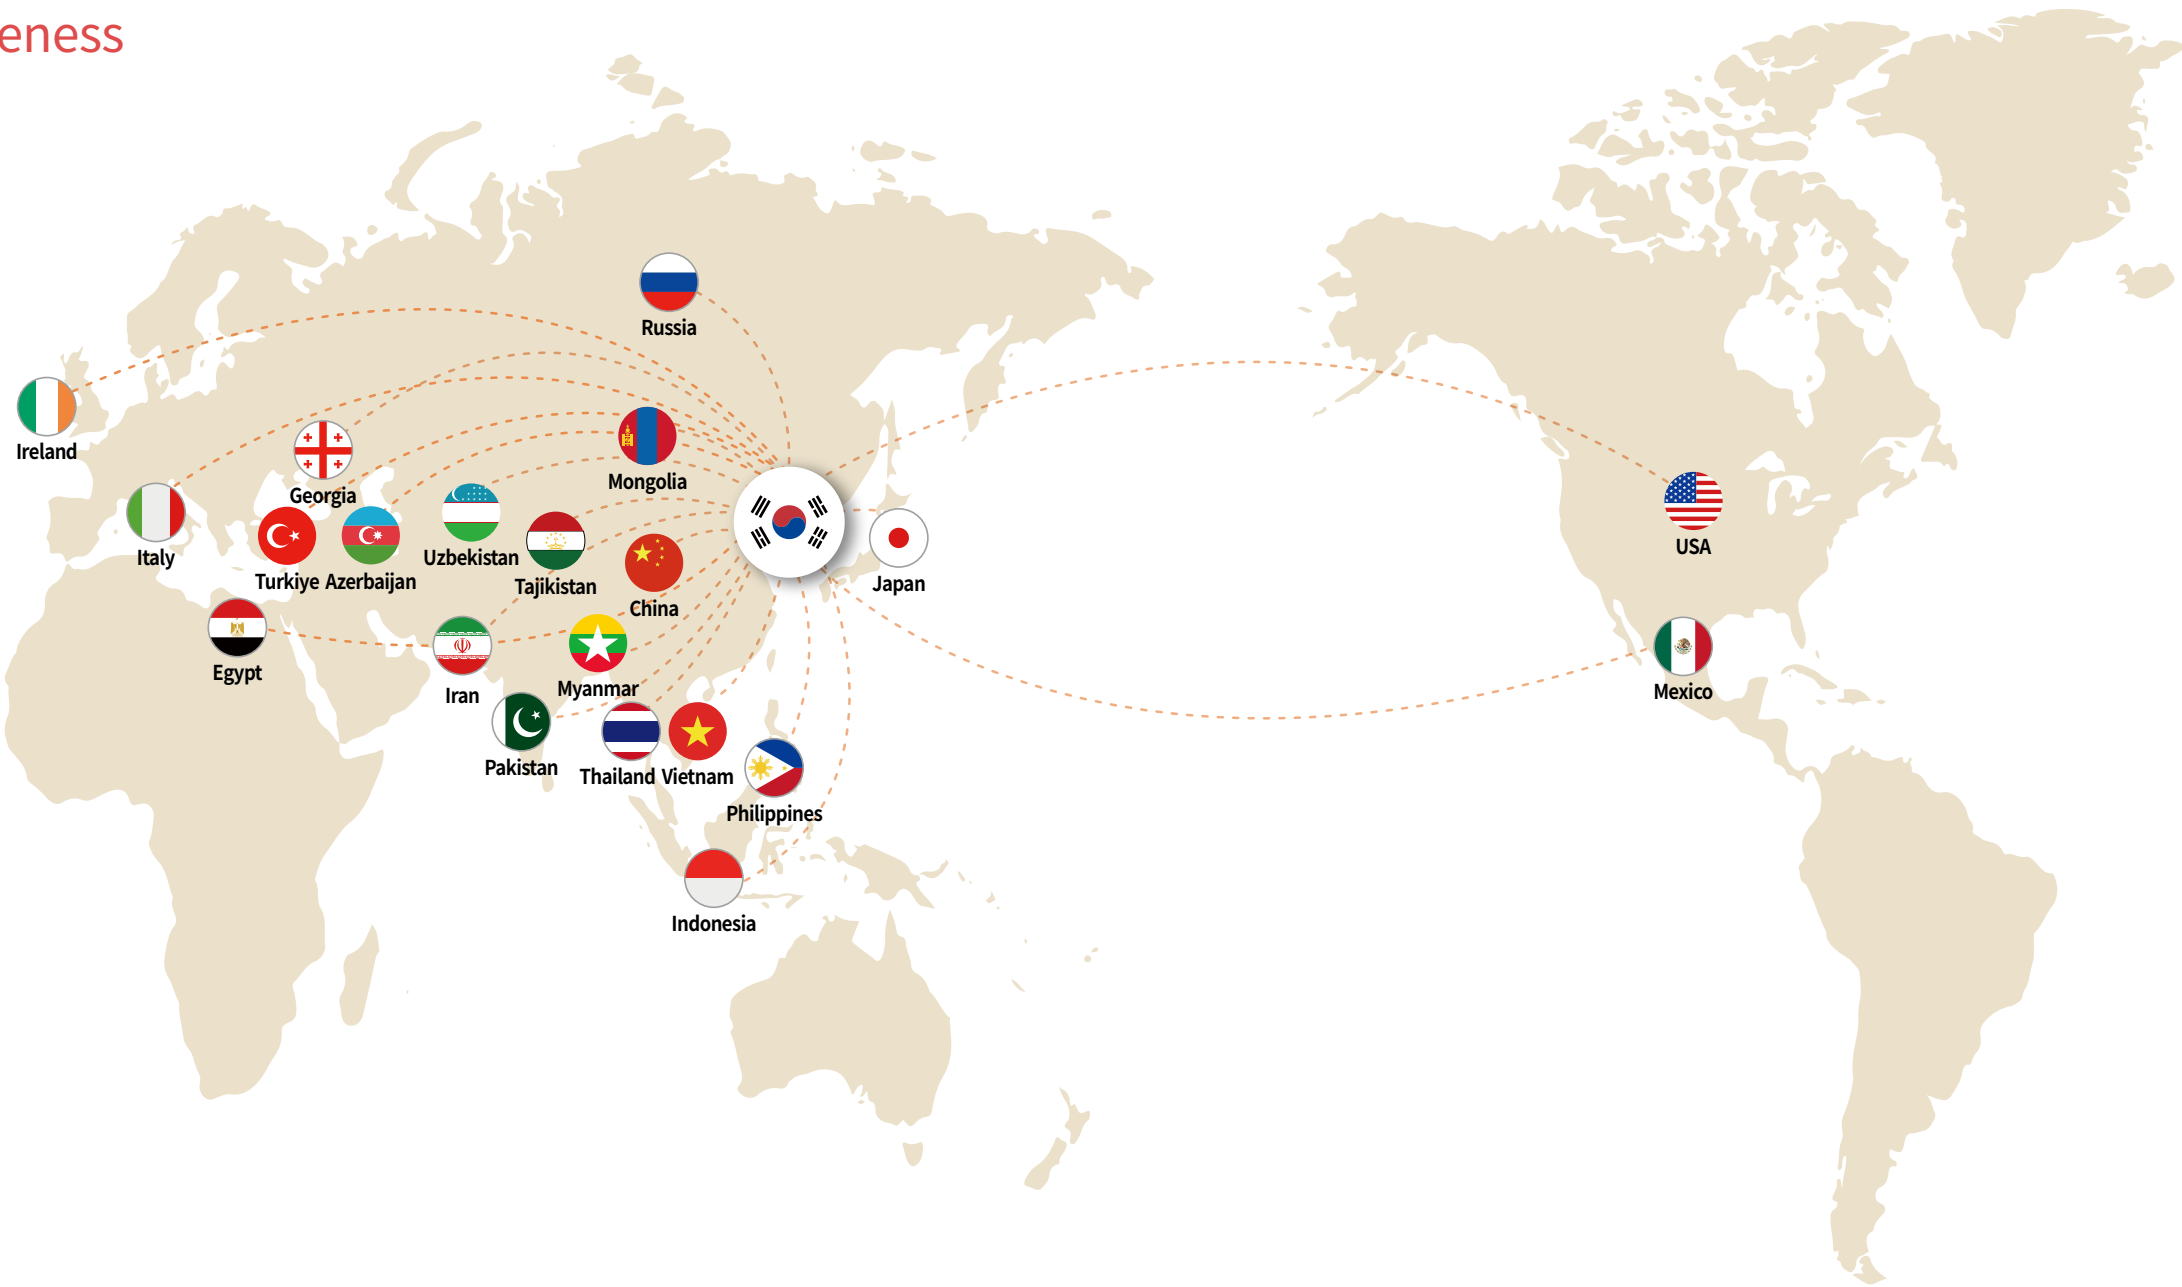 eness
Russia
Ireland
Mongolia
Georgia
Italy
Uzbekistan
USA
Turkiye
Azerbaijan
Tajikistan
Japan
China
Egypt
Iran
Myanmar
Mexico
Pakistan
Thailand
Vietnam
Philippines
Indonesia